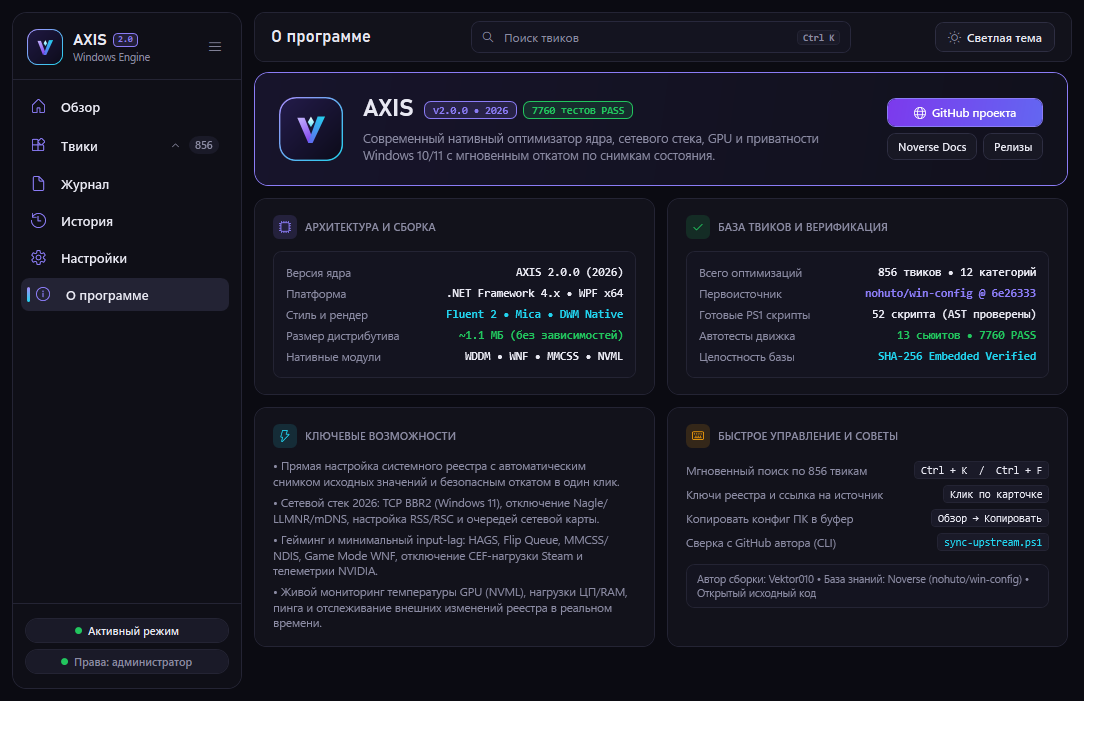 AXIS 2.0
Windows Engine
Обзор
Твики 856
Журнал
История
Настройки
О программе
Активный режим
Права: администратор
О программе
Поиск твиков Ctrl K
Светлая тема
AXIS v2.0.0 • 2026 7760 тестов PASS
Современный нативный оптимизатор ядра, сетевого стека, GPU и приватности
Windows 10/11 с мгновенным откатом по снимкам состояния.
GitHub проекта
Noverse Docs Релизы
АРХИТЕКТУРА И СБОРКА
Версия ядра AXIS 2.0.0 (2026)
Платформа .NET Framework 4.x • WPF x64
Стиль и рендер Fluent 2 • Mica • DWM Native
Размер дистрибутива ~1.1 МБ (без зависимостей)
Нативные модули WDDM • WNF • MMCSS • NVML
БАЗА ТВИКОВ И ВЕРИФИКАЦИЯ
Всего оптимизаций 856 твиков • 12 категорий
Первоисточник nohuto/win-config @ 6e26333
Готовые PS1 скрипты 52 скрипта (AST проверены)
Автотесты движка 13 сьюитов • 7760 PASS
Целостность базы SHA-256 Embedded Verified
КЛЮЧЕВЫЕ ВОЗМОЖНОСТИ
• Прямая настройка системного реестра с автоматическим
снимком исходных значений и безопасным откатом в один клик.
• Сетевой стек 2026: TCP BBR2 (Windows 11), отключение Nagle/
LLMNR/mDNS, настройка RSS/RSC и очередей сетевой карты.
• Гейминг и минимальный input-lag: HAGS, Flip Queue, MMCSS/
NDIS, Game Mode WNF, отключение CEF-нагрузки Steam и
телеметрии NVIDIA.
• Живой мониторинг температуры GPU (NVML), нагрузки ЦП/RAM,
пинга и отслеживание внешних изменений реестра в реальном
времени.
БЫСТРОЕ УПРАВЛЕНИЕ И СОВЕТЫ
Мгновенный поиск по 856 твикам Ctrl + K / Ctrl + F
Ключи реестра и ссылка на источник Клик по карточке
Копировать конфиг ПК в буфер Обзор → Копировать
Сверка с GitHub автора (CLI) sync-upstream.ps1
Автор сборки: Vektor010 • База знаний: Noverse (nohuto/win-config) •
Открытый исходный код